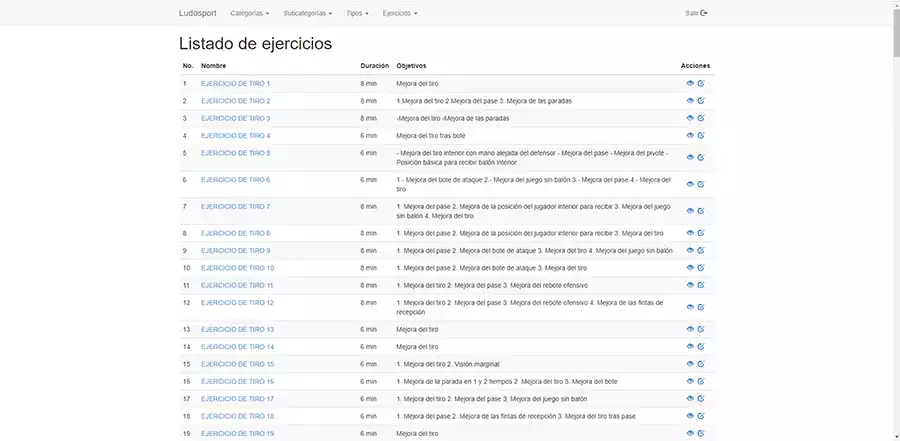 Ludosport Categorías Subcategorías Tipos Ejercicios Salir
Listado de ejercicios
No. Nombre Duración Objetivos Acciones
1 EJERCICIO DE TIRO 1 8 min Mejora del tiro
2 EJERCICIO DE TIRO 2 8 min 1.Mejora del tiro 2.Mejora del pase 3. Mejora de las paradas
3 EJERCICIO DE TIRO 3 8 min -Mejora del tiro -Mejora de las paradas
4 EJERCICIO DE TIRO 4 6 min Mejora del tiro tras bote
5 EJERCICIO DE TIRO 5 6 min - Mejora del tiro interior con mano alejada del defensor - Mejora del pase - Mejora del pivote -
Posición básica para recibir balón interior
6 EJERCICIO DE TIRO 6 6 min 1.- Mejora del bote de ataque 2.- Mejora del juego sin balón 3.- Mejora del pase 4.- Mejora del
tiro
7 EJERCICIO DE TIRO 7 8 min 1. Mejora del pase 2. Mejora de la posición del jugador interior para recibir 3. Mejora del juego
sin balón 4. Mejora del tiro
8 EJERCICIO DE TIRO 8 8 min 1. Mejora del pase 2. Mejora de la posición del jugador interior para recibir 3. Mejora del tiro
9 EJERCICIO DE TIRO 9 8 min 1. Mejora del pase 2. Mejora del bote de ataque 3. Mejora del tiro 4. Mejora del juego sin balón
10 EJERCICIO DE TIRO 10 8 min 1. Mejora del pase 2. Mejora del bote de ataque 3. Mejora del tiro
11 EJERCICIO DE TIRO 11 8 min 1. Mejora del tiro 2. Mejora del pase 3. Mejora del rebote ofensivo
12 EJERCICIO DE TIRO 12 8 min 1. Mejora del tiro 2. Mejora del pase 3. Mejora del rebote ofensivo 4. Mejora de las fintas de
recepción
13 EJERCICIO DE TIRO 13 6 min Mejora del tiro
14 EJERCICIO DE TIRO 14 6 min Mejora del tiro
15 EJERCICIO DE TIRO 15 6 min 1. Mejora del tiro 2. Visión marginal
16 EJERCICIO DE TIRO 16 6 min 1. Mejora de la parada en 1 y 2 tiempos 2. Mejora del tiro 3. Mejora del bote
17 EJERCICIO DE TIRO 17 6 min 1. Mejora del tiro 2. Mejora del pase 3. Mejora del juego sin balón
18 EJERCICIO DE TIRO 18 6 min 1. Mejora del pase 2. Mejora de las fintas de recepción 3. Mejora del tiro tras pase
19 EJERCICIO DE TIRO 19 6 min Mejora del tiro